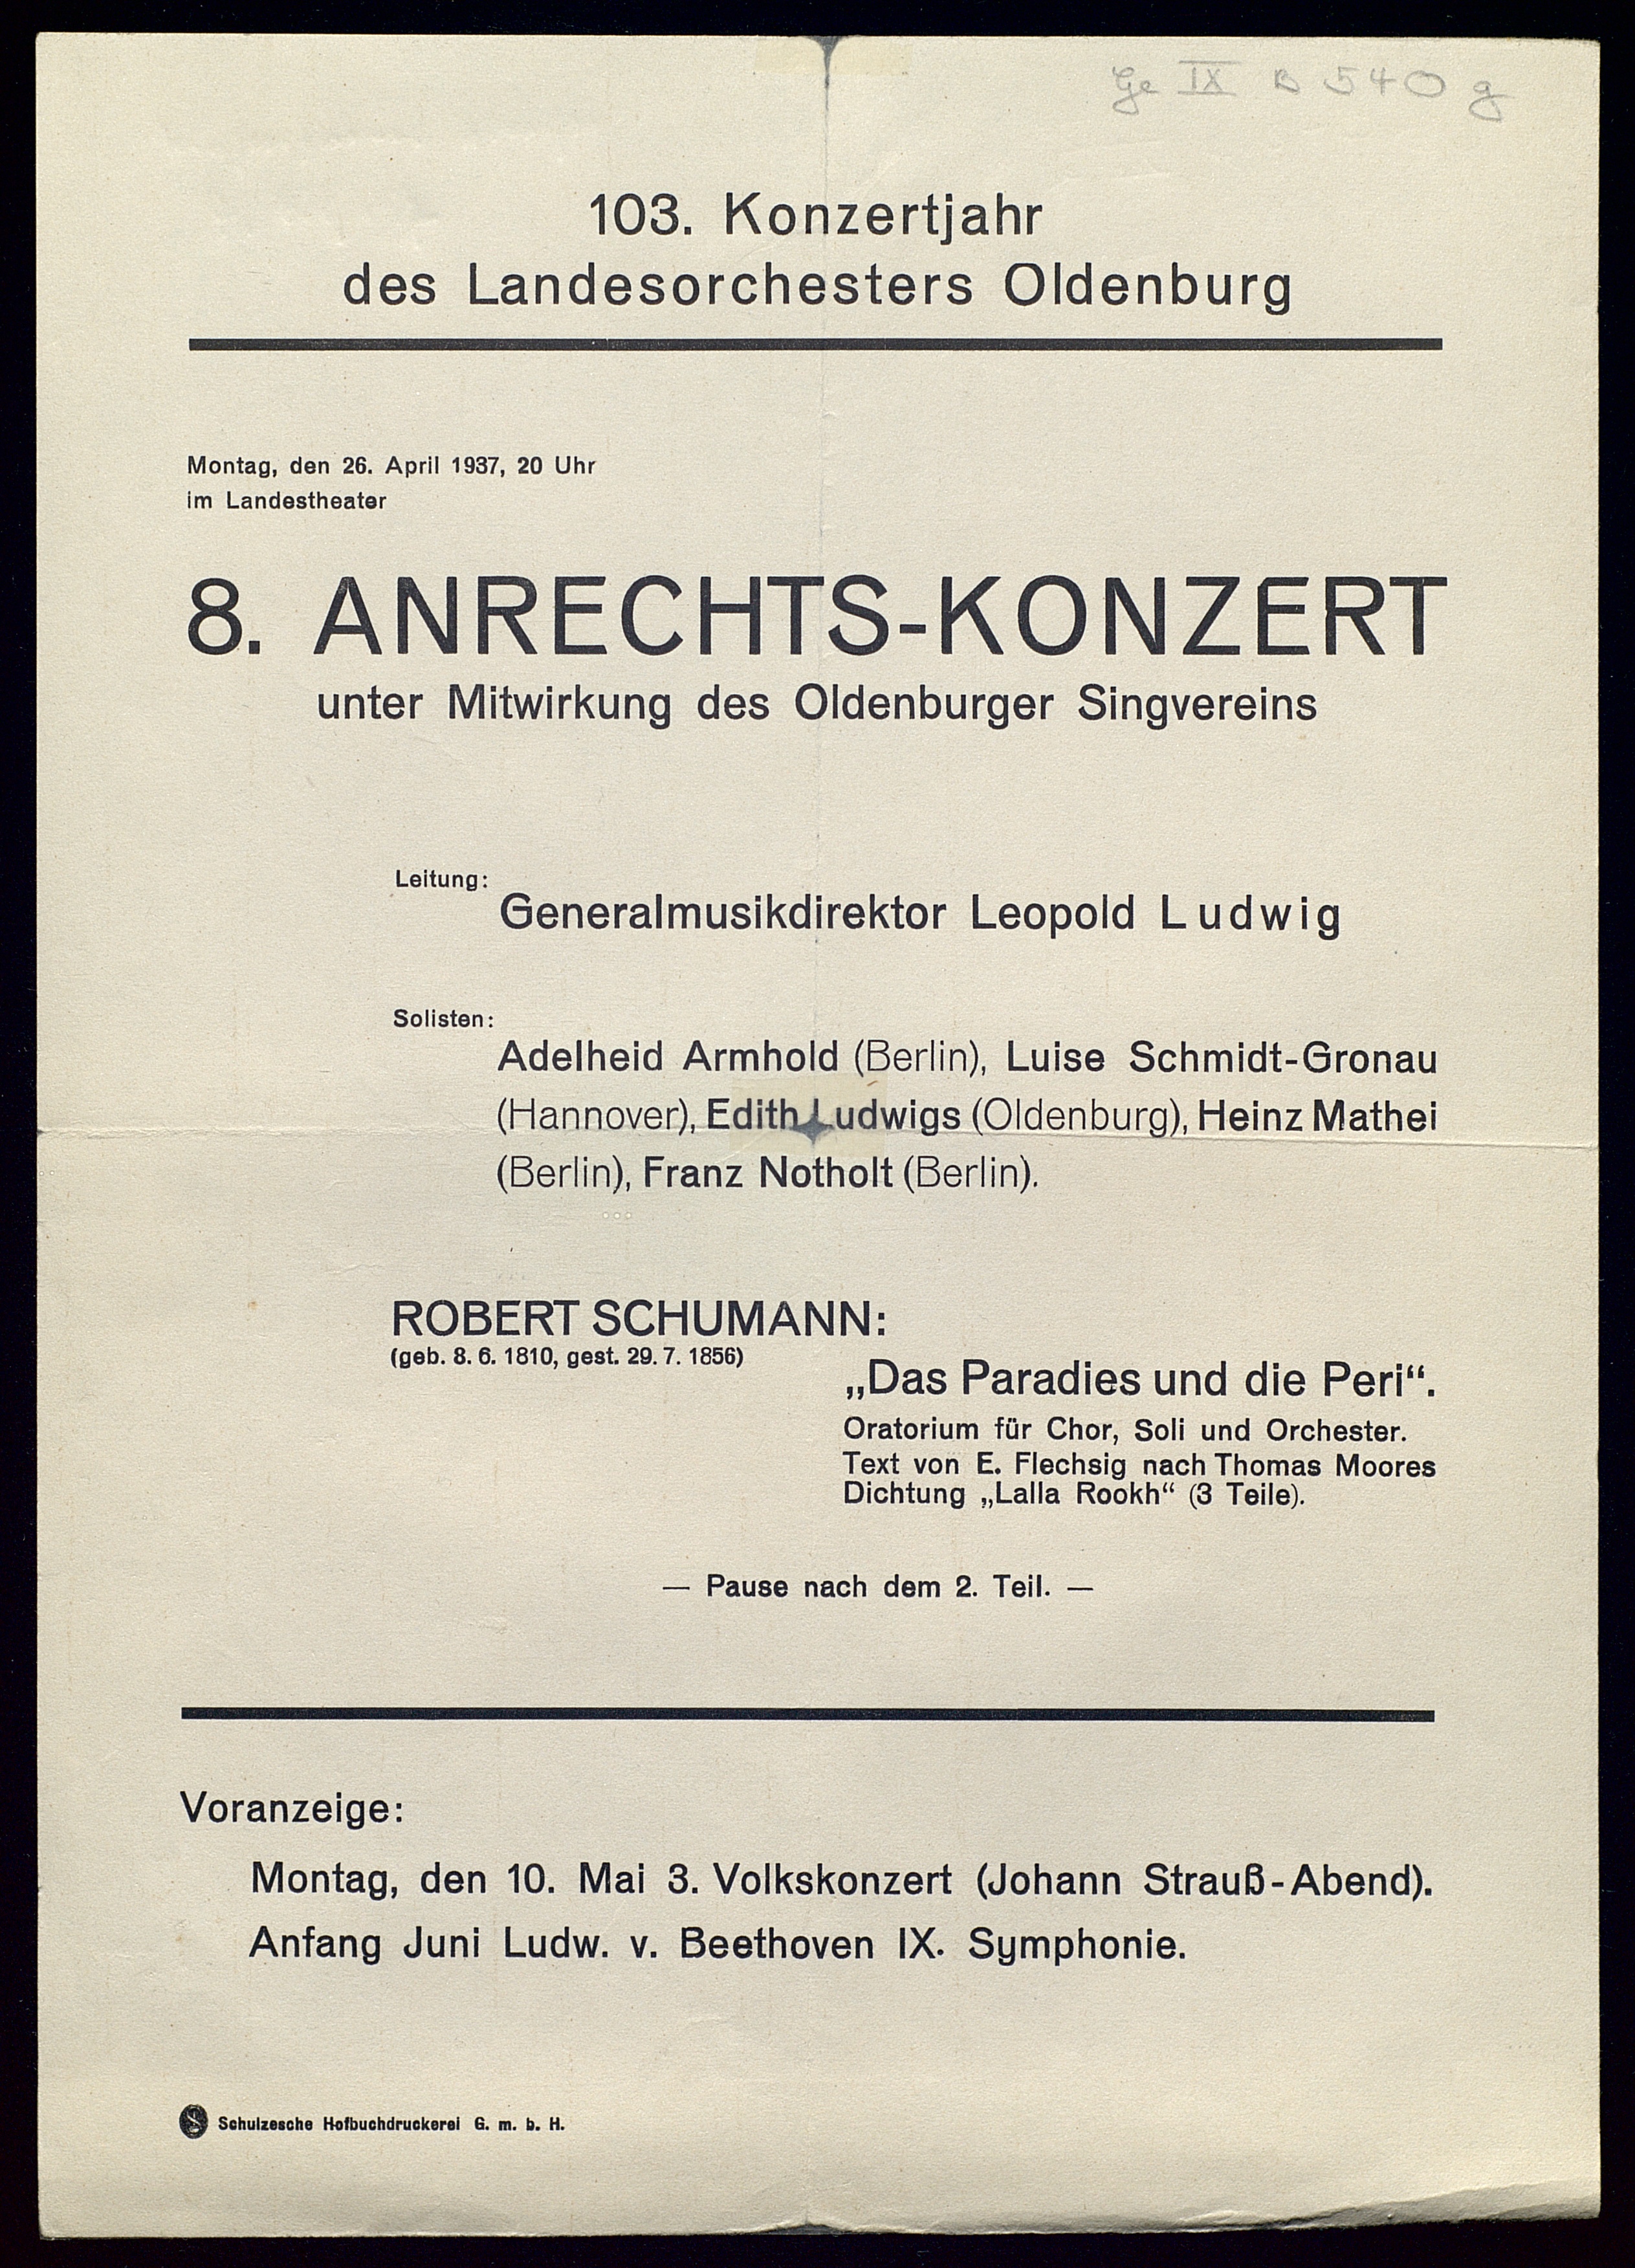 Ge IX B 540 g
103. Konzertjahr
des Landesorchesters Oldenburg
Montag, den 26. April 1937, 20 Uhr
im Landestheater
8. ANRECHTS-KONZERT
unter Mitwirkung des Oldenburger Singvereins
Leitung:
Generalmusikdirektor Leopold Ludwig
Solisten:
Adelheid Armhold (Berlin), Luise Schmidt-Gronau
(Hannover), Edith Ludwigs (Oldenburg), Heinz Mathei
(Berlin), Franz Notholt (Berlin).
ROBERT SCHUMANN:
(geb. 8. 6. 1810, gest. 29. 7. 1856)
„Das Paradies und die Peri“.
Oratorium für Chor, Soli und Orchester.
Text von E. Flechsig nach Thomas Moores
Dichtung „Lalla Rookh“ (3 Teile).
— Pause nach dem 2. Teil. —
Voranzeige:
Montag, den 10. Mai 3. Volkskonzert (Johann Strauß-Abend).
Anfang Juni Ludw. v. Beethoven IX. Symphonie.
Schulzesche Hofbuchdruckerei G. m. b. H.